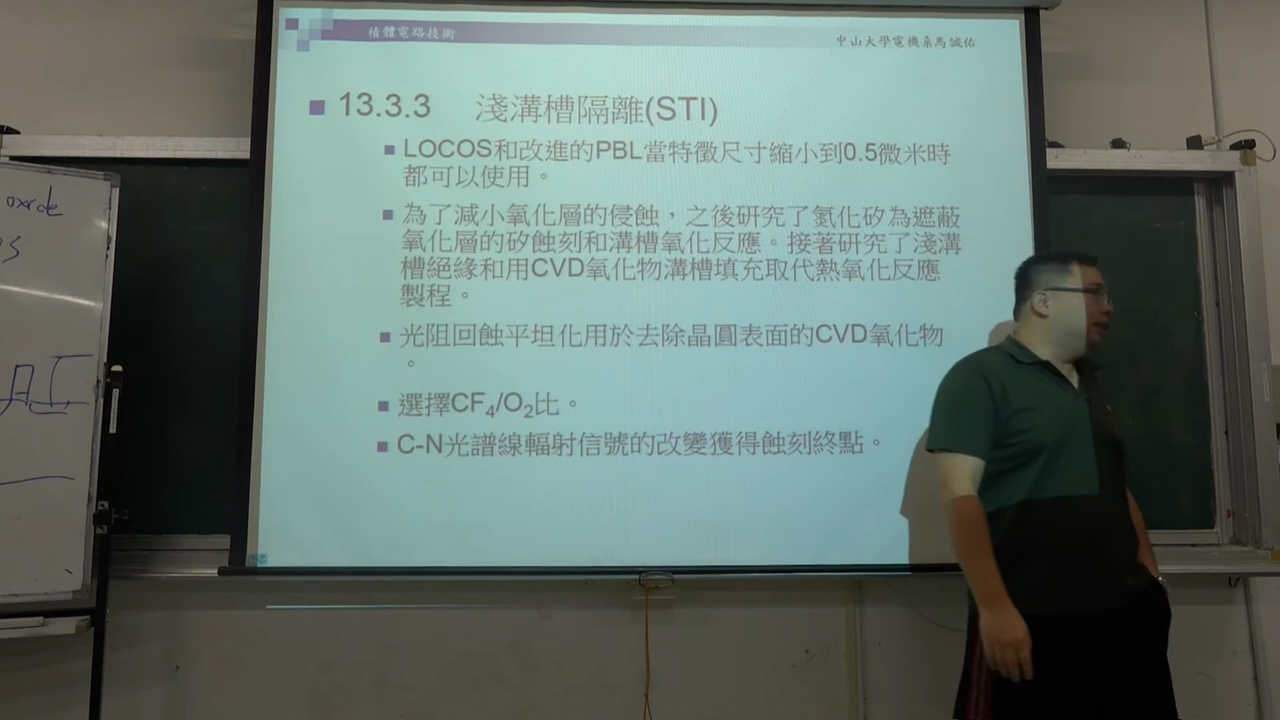 積體電路技術
中山大學電機系馬誠佑
13.3.3 淺溝槽隔離(STI)
LOCOS和改進的PBL當特徵尺寸縮小到0.5微米時
都可以使用。
為了減小氧化層的侵蝕，之後研究了氮化矽為遮蔽
氧化層的矽蝕刻和溝槽氧化反應。接著研究了淺溝
槽絕緣和用CVD氧化物溝槽填充取代熱氧化反應
製程。
光阻回蝕平坦化用於去除晶圓表面的CVD氧化物
。
選擇CF₄/O₂比。
C-N光譜線輻射信號的改變獲得蝕刻終點。
oxide